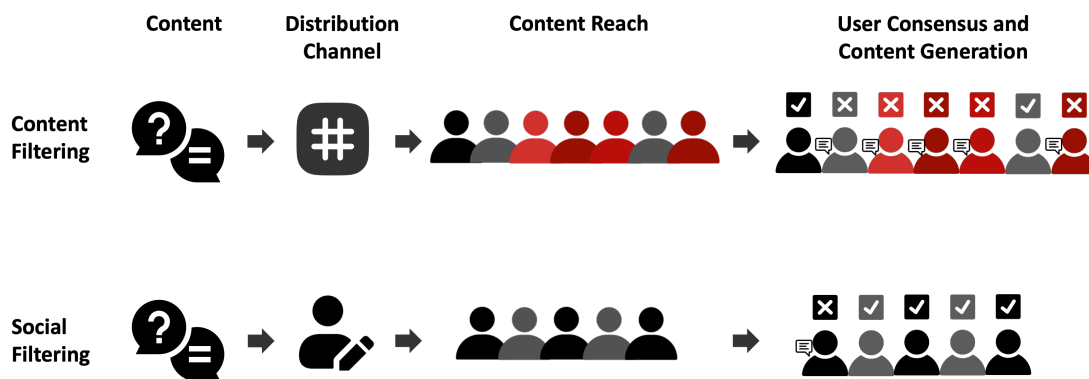 Content
Distribution
Channel
Content Reach
User Consensus and
Content Generation
Content
Filtering
?
=
#
Social
Filtering
?
=